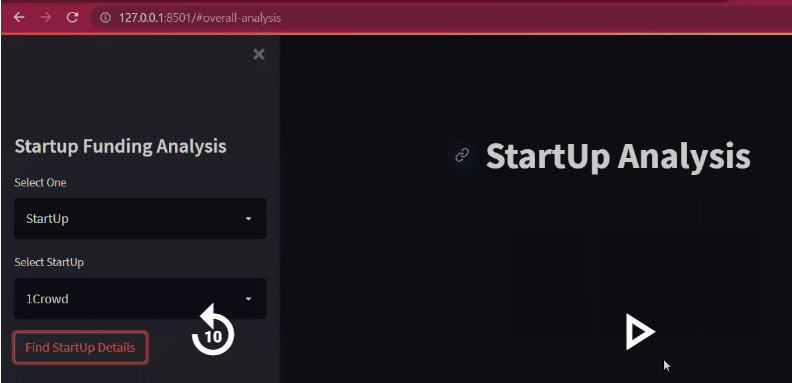 127.0.0.1:8501/#overall-analysis
Startup Funding Analysis
Select One
StartUp
Select StartUp
1Crowd
10
Find StartUp Details
StartUp Analysis